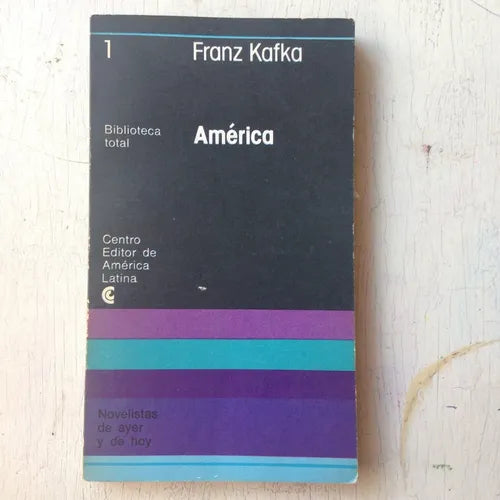 1 Franz Kafka
Biblioteca
total
América
Centro
Editor de
América
Latina
Novelistas
de ayer
y de hoy